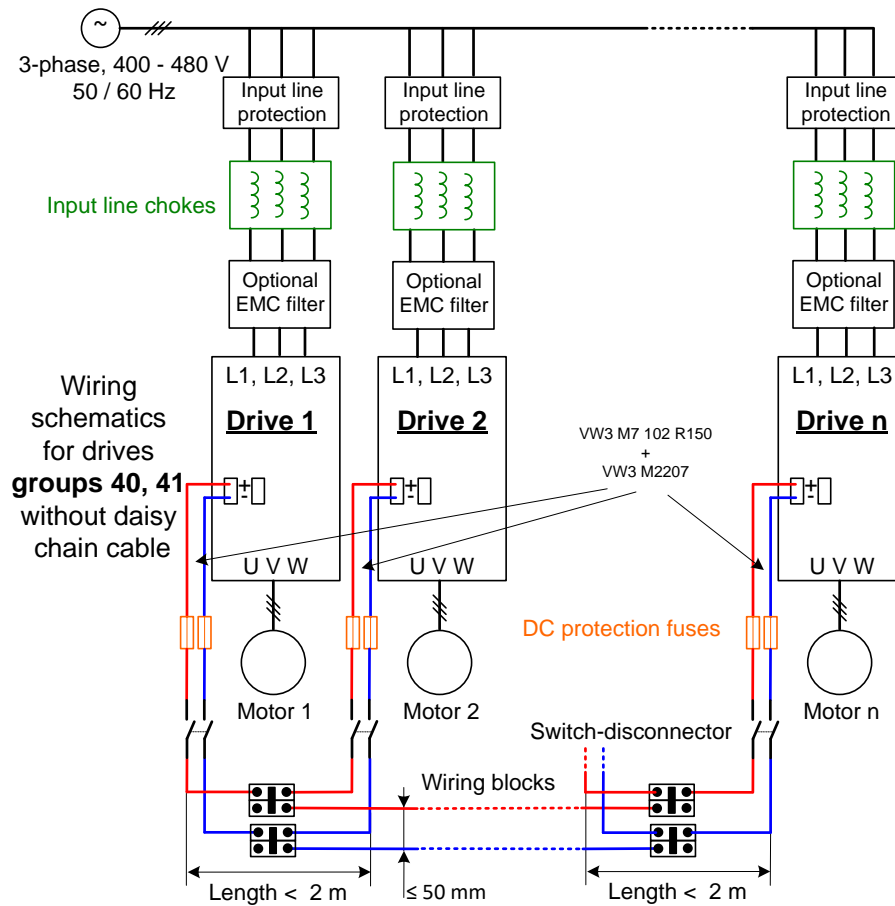 ~
3-phase, 400 - 480 V
50 / 60 Hz
Input line
protection
Input line
protection
Input line
protection
Input line chokes
Optional
EMC filter
Optional
EMC filter
Optional
EMC filter
L1, L2, L3
L1, L2, L3
L1, L2, L3
Wiring
schematics
for drives
groups 40, 41
without daisy
chain cable
Drive 1
Drive 2
Drive n
VW3 M7 102 R150
+
VW3 M2207
+
-
+
-
+
-
U V W
U V W
U V W
DC protection fuses
Motor 1
Motor 2
Motor n
Switch-disconnector
Wiring blocks
Length < 2 m
≤ 50 mm
Length < 2 m